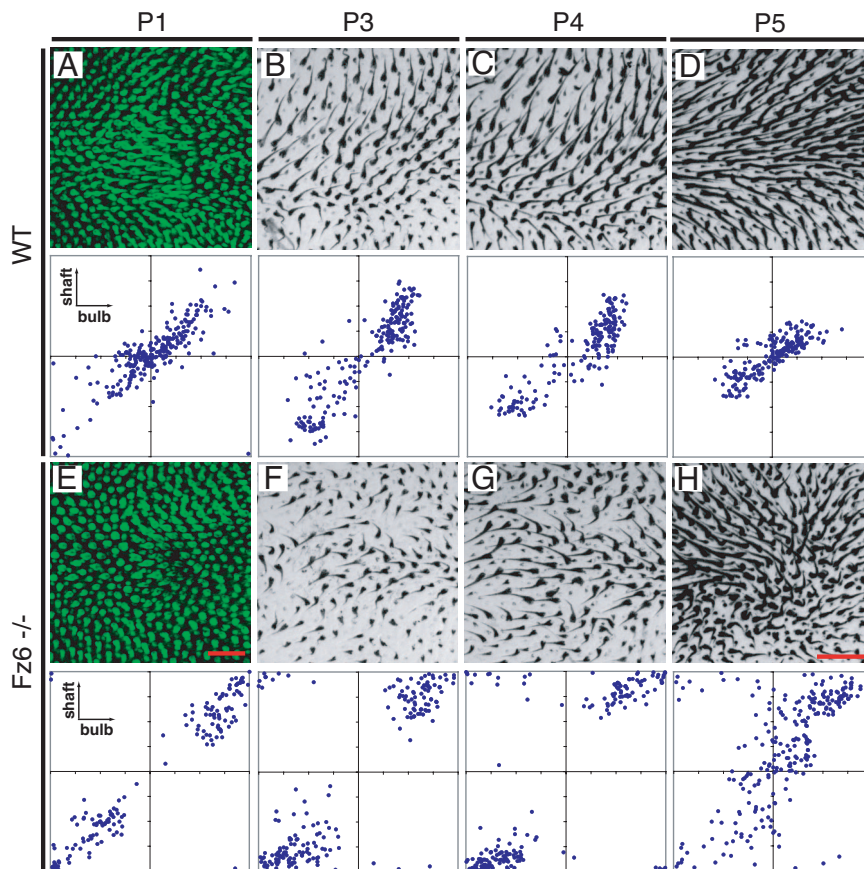 P1 P3 P4 P5
WT
A B C D
shaft
bulb
Fz6 -/-
E F G H
shaft
bulb